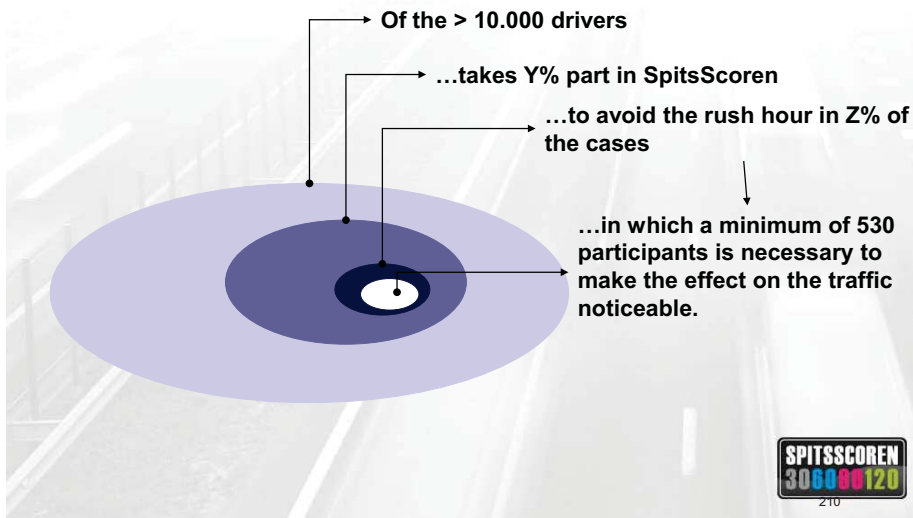 Of the > 10.000 drivers
…takes Y% part in SpitsScoren
…to avoid the rush hour in Z% of
the cases
…in which a minimum of 530
participants is necessary to
make the effect on the traffic
noticeable.
SPITSSCOREN
306090120
210